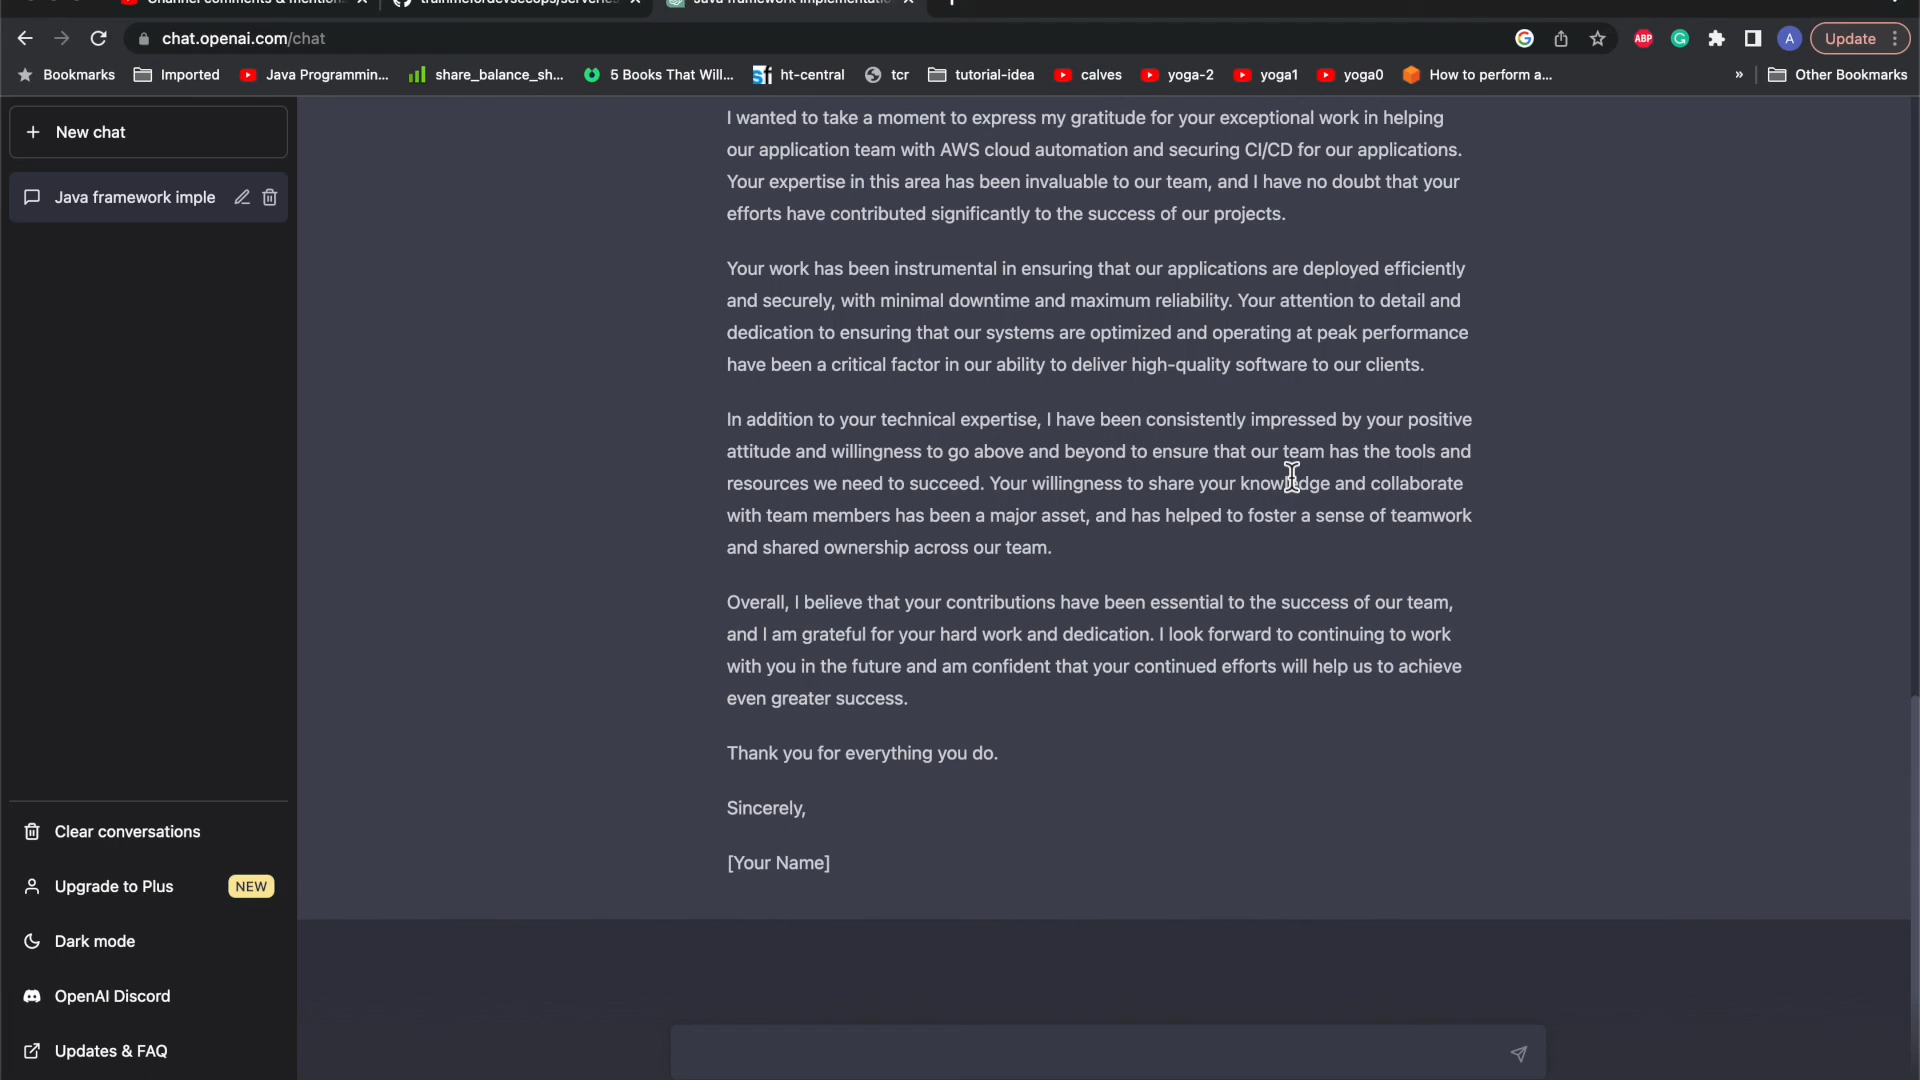 chat.openai.com/chat
ABP
A
Update
Bookmarks
Imported
Java Programmin...
share_balance_sh...
5 Books That Will...
ht-central
tcr
tutorial-idea
calves
yoga-2
yoga1
yoga0
How to perform a...
»
Other Bookmarks
New chat
Java framework imple
I wanted to take a moment to express my gratitude for your exceptional work in helping
our application team with AWS cloud automation and securing CI/CD for our applications.
Your expertise in this area has been invaluable to our team, and I have no doubt that your
efforts have contributed significantly to the success of our projects.
Your work has been instrumental in ensuring that our applications are deployed efficiently
and securely, with minimal downtime and maximum reliability. Your attention to detail and
dedication to ensuring that our systems are optimized and operating at peak performance
have been a critical factor in our ability to deliver high-quality software to our clients.
In addition to your technical expertise, I have been consistently impressed by your positive
attitude and willingness to go above and beyond to ensure that our team has the tools and
resources we need to succeed. Your willingness to share your knowledge and collaborate
with team members has been a major asset, and has helped to foster a sense of teamwork
and shared ownership across our team.
Overall, I believe that your contributions have been essential to the success of our team,
and I am grateful for your hard work and dedication. I look forward to continuing to work
with you in the future and am confident that your continued efforts will help us to achieve
even greater success.
Thank you for everything you do.
Sincerely,
[Your Name]
Clear conversations
Upgrade to Plus
NEW
Dark mode
OpenAI Discord
Updates & FAQ